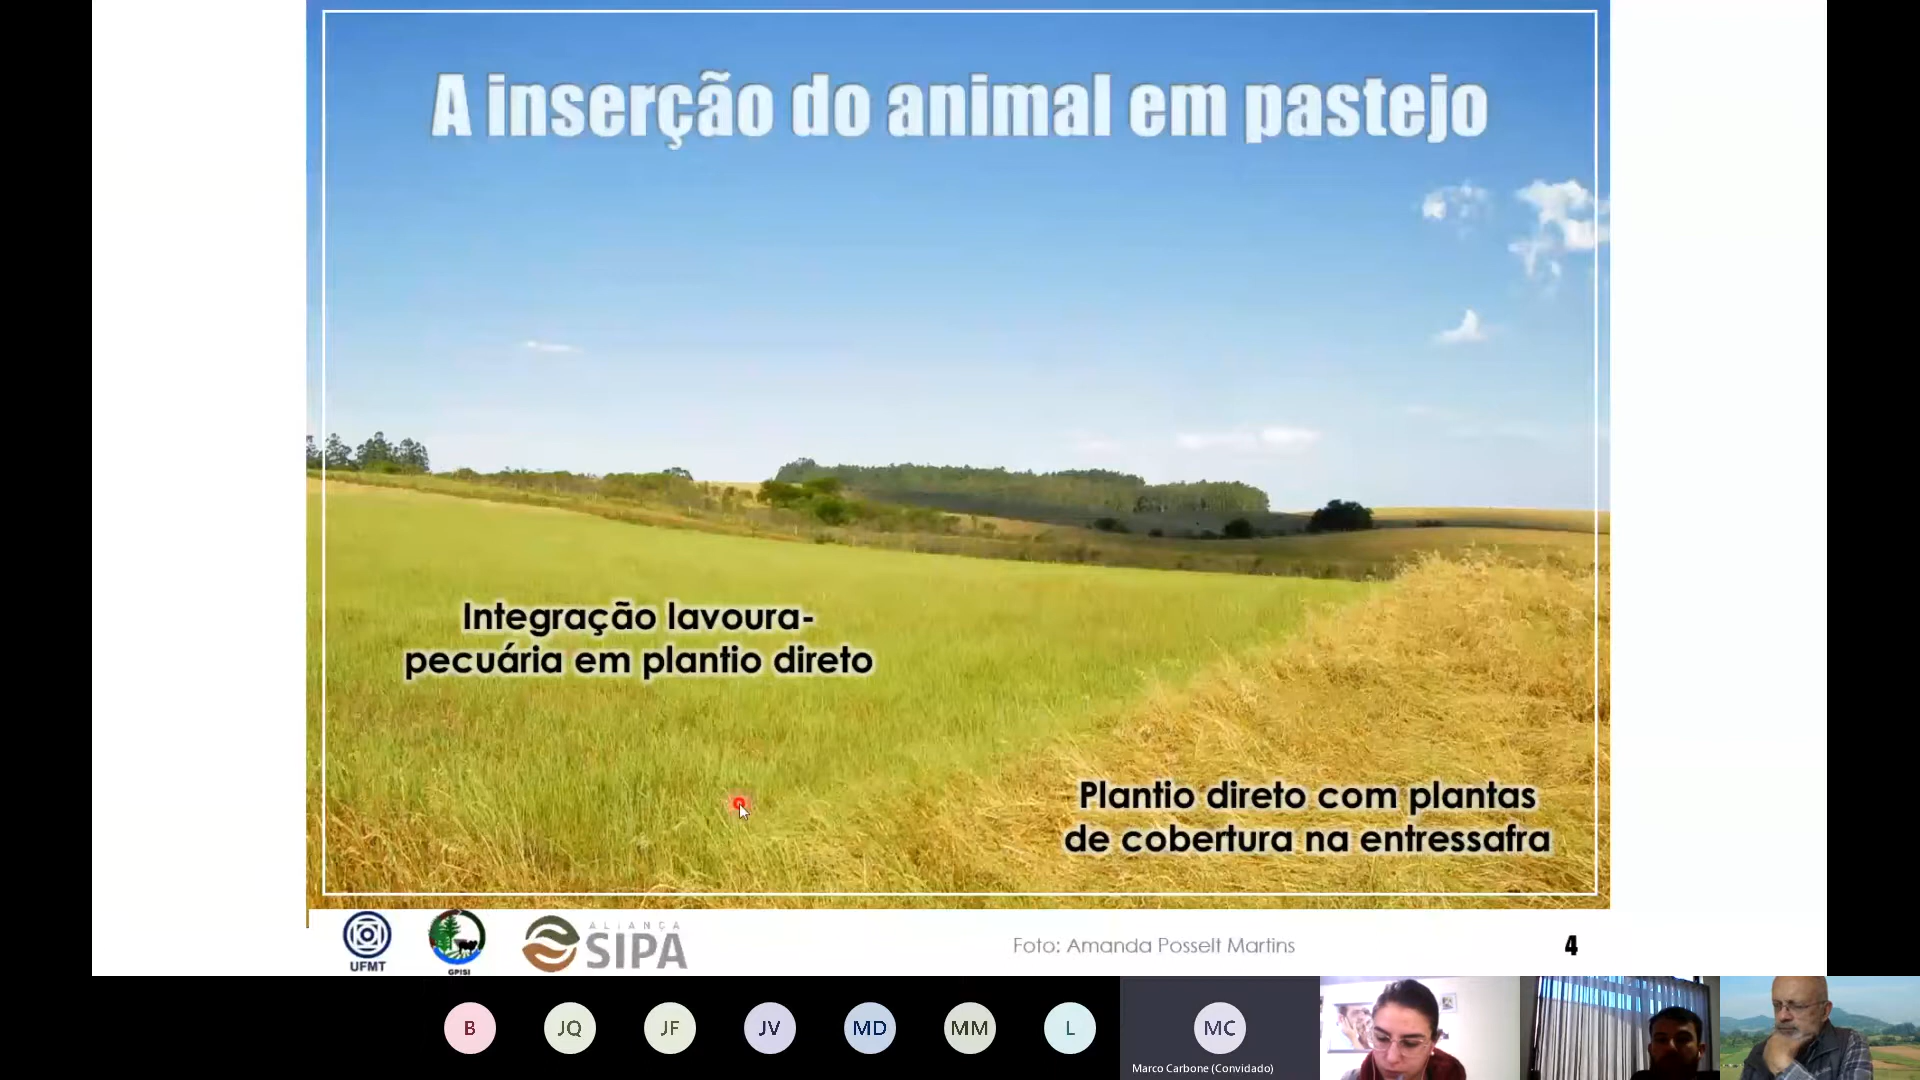 A inserção do animal em pastejo
Integração lavoura-
pecuária em plantio direto
Plantio direto com plantas
de cobertura na entressafra
UFMT
GPISI
ALIANÇA
SIPA
Foto: Amanda Posselt Martins
4
B
JQ
JF
JV
MD
MM
L
MC
Marco Carbone (Convidado)